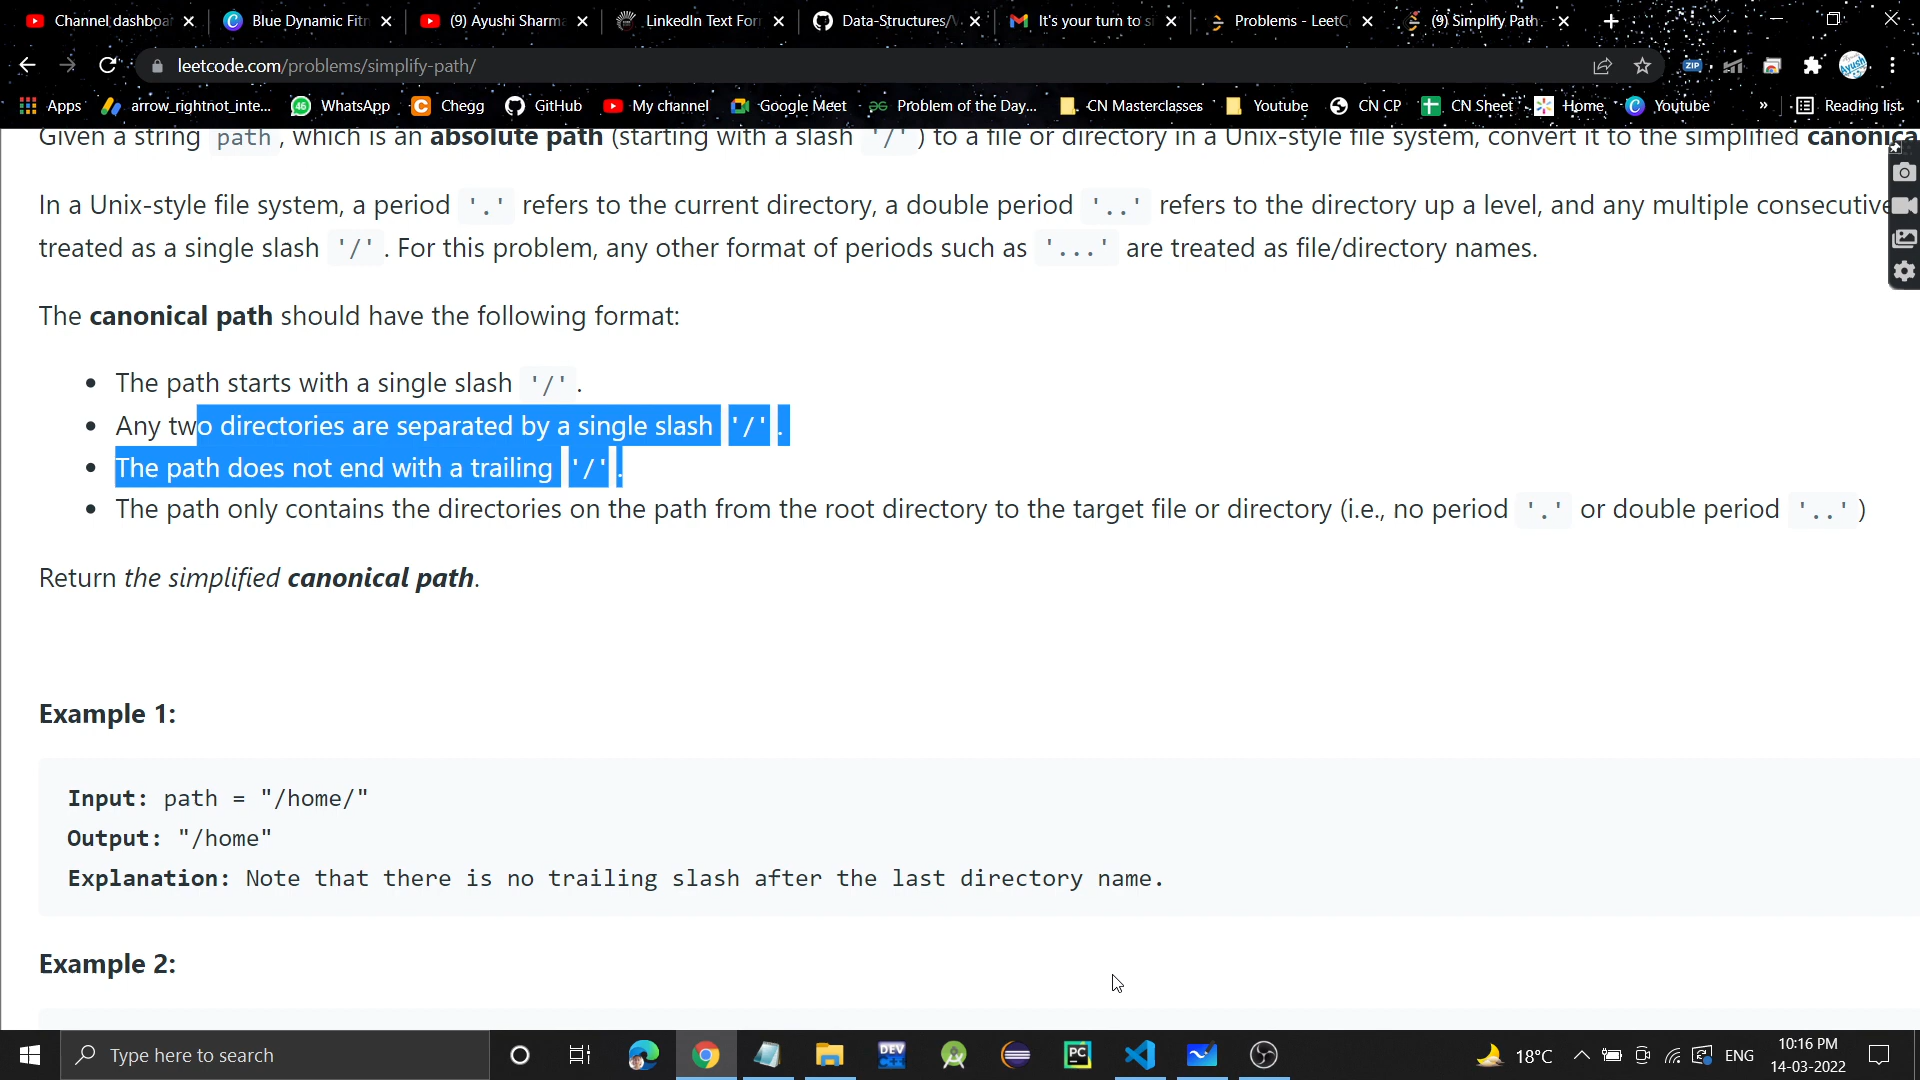 Channel dashboa
Blue Dynamic Fit
(9) Ayushi Sharma
LinkedIn Text For
Data-Structures/
It's your turn to s
Problems - LeetC
(9) Simplify Path
leetcode.com/problems/simplify-path/
ZIP
Apps
arrow_rightnot_inte...
46
WhatsApp
Chegg
GitHub
My channel
Google Meet
Problem of the Day...
CN Masterclasses
Youtube
CN CP
CN Sheet
Home
Youtube
»
Reading list
Given a string path, which is an absolute path (starting with a slash '/') to a file or directory in a Unix-style file system, convert it to the simplified canonica
In a Unix-style file system, a period '.' refers to the current directory, a double period '..' refers to the directory up a level, and any multiple consecutive
treated as a single slash '/'. For this problem, any other format of periods such as '...' are treated as file/directory names.
The canonical path should have the following format:
• The path starts with a single slash '/'.
• Any two directories are separated by a single slash '/'.
• The path does not end with a trailing '/'.
• The path only contains the directories on the path from the root directory to the target file or directory (i.e., no period '.' or double period '..')
Return the simplified canonical path.
Example 1:
Input: path = "/home/"
Output: "/home"
Explanation: Note that there is no trailing slash after the last directory name.
Example 2:
Type here to search
DEV
C++
PC
18°C
ENG
10:16 PM
14-03-2022